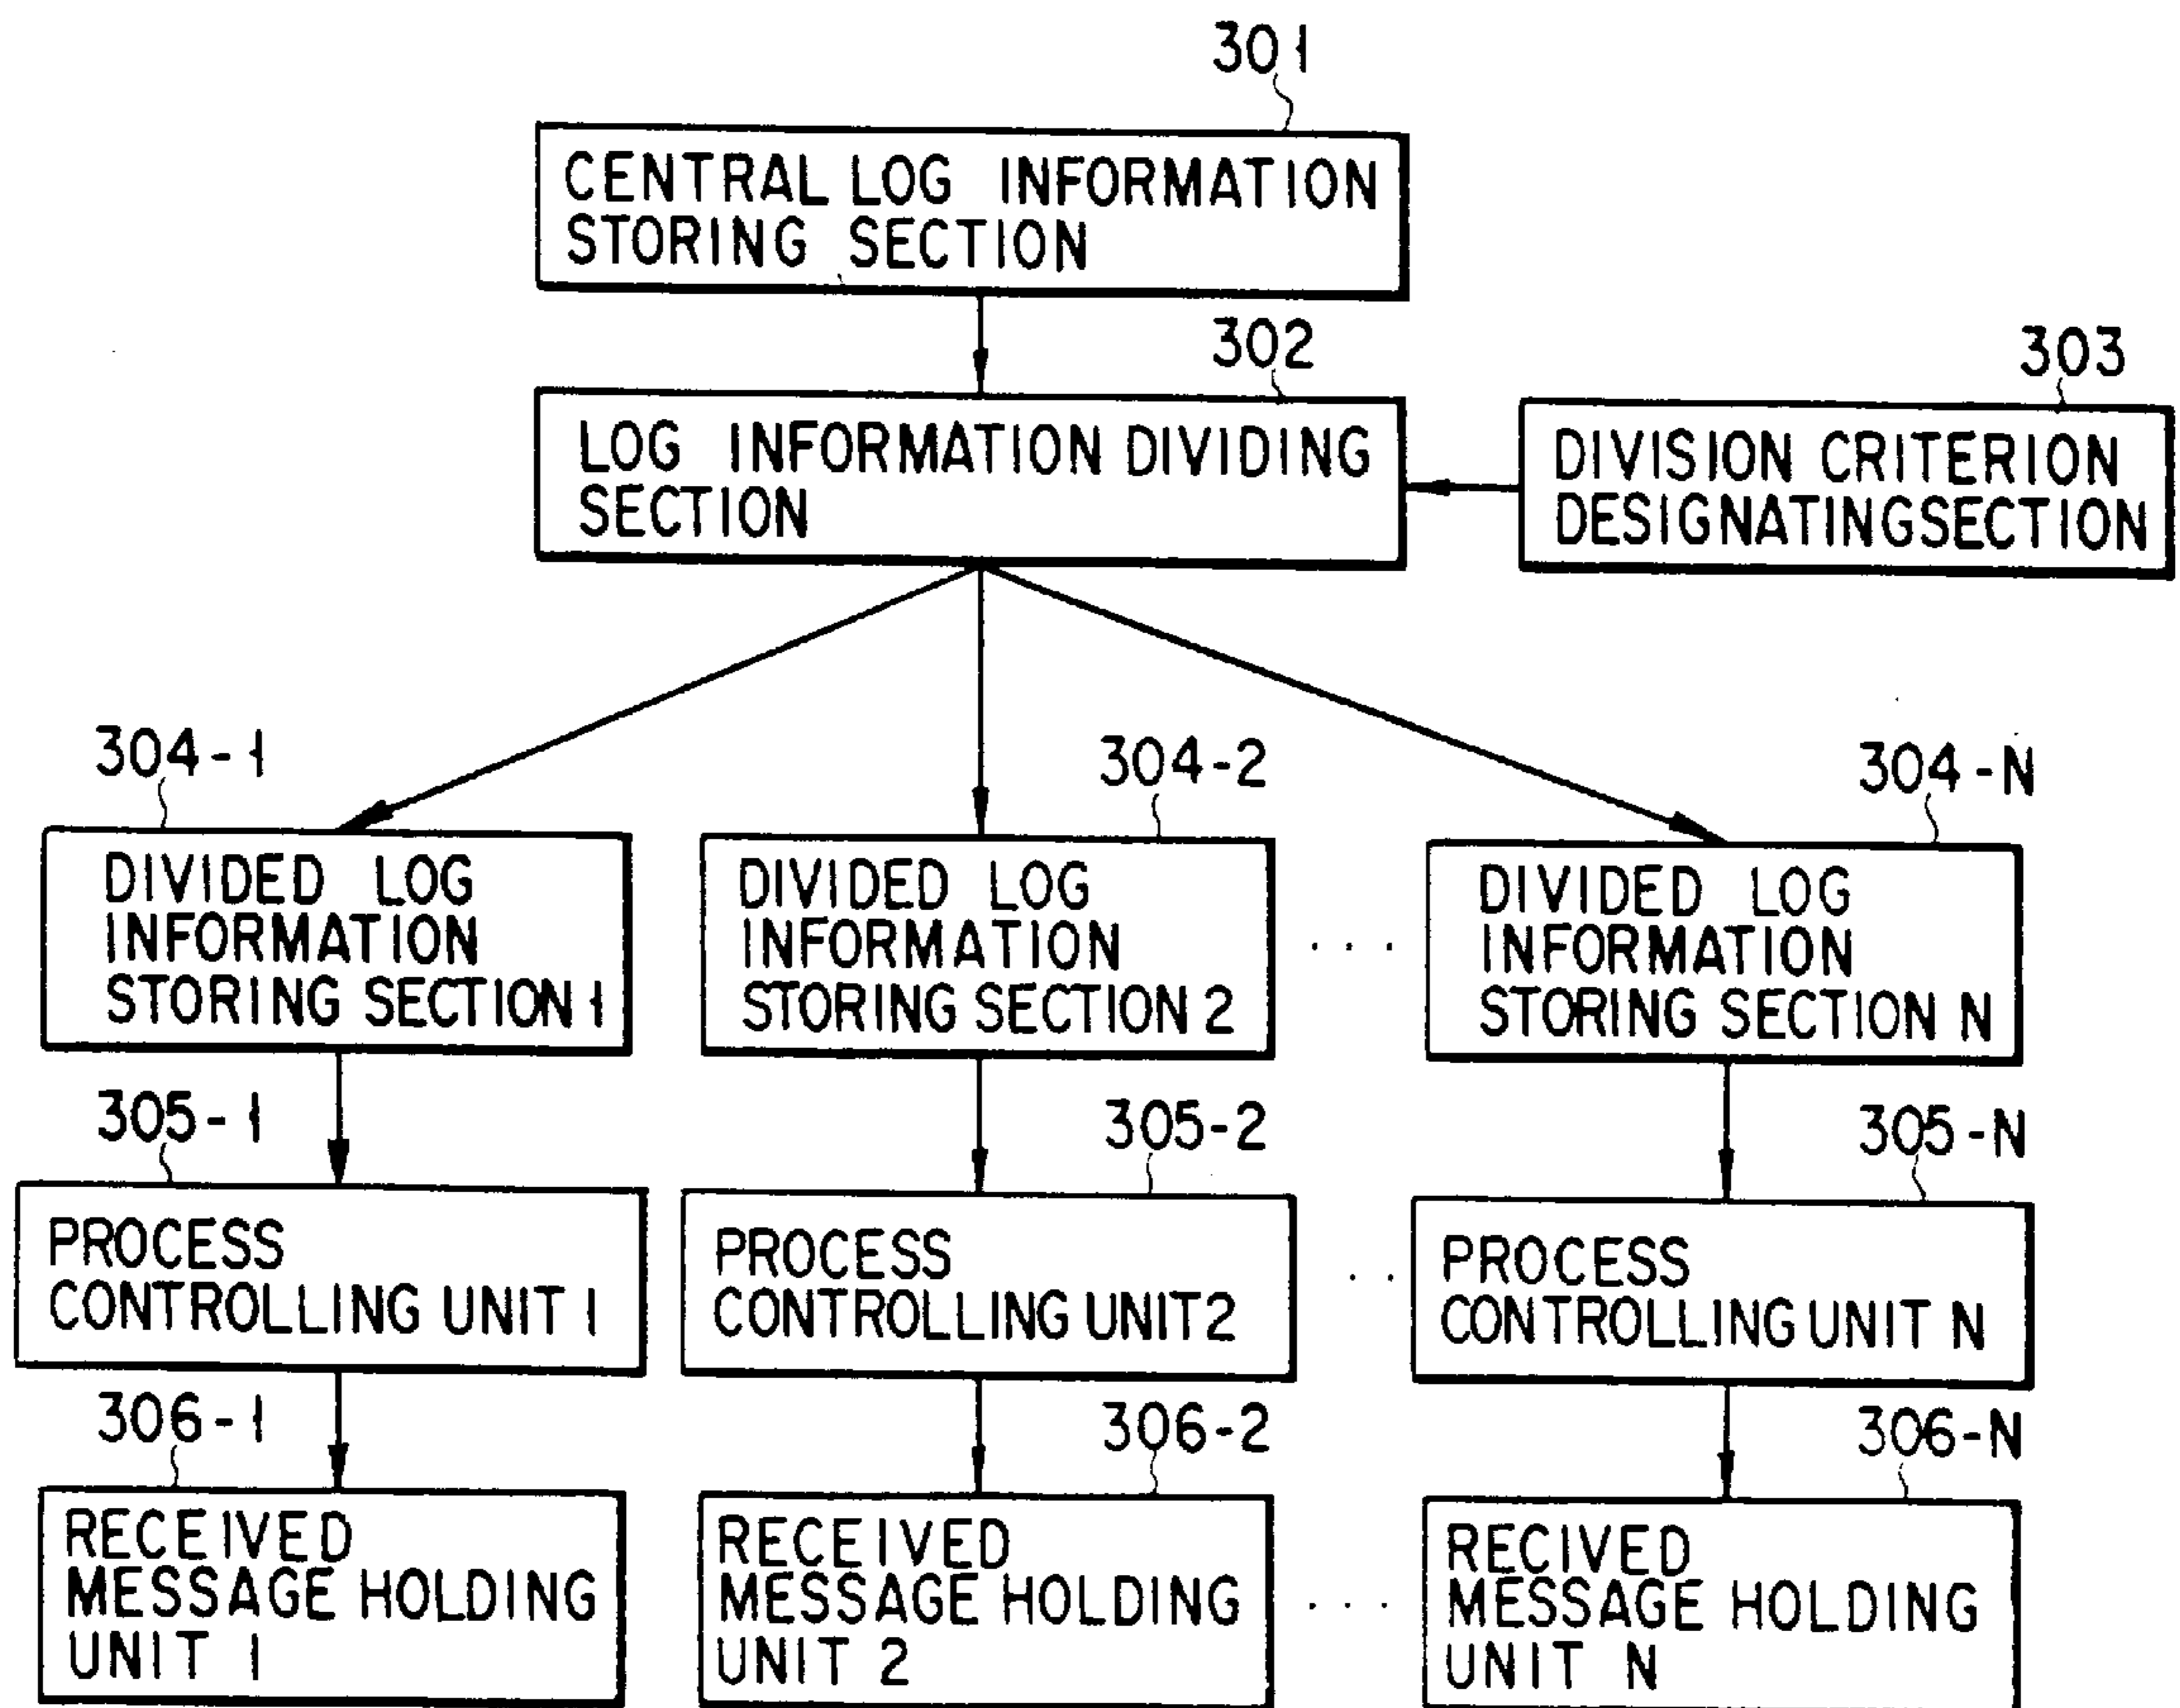 301
CENTRAL LOG INFORMATION
STORING SECTION
302
303
LOG INFORMATION DIVIDING
SECTION
DIVISION CRITERION
DESIGNATINGSECTION
304-1
304-2
304-N
DIVIDED LOG
INFORMATION
STORING SECTION 1
DIVIDED LOG
INFORMATION
STORING SECTION 2
...
DIVIDED LOG
INFORMATION
STORING SECTION N
305-1
305-2
305-N
PROCESS
CONTROLLING UNIT 1
PROCESS
CONTROLLING UNIT 2
..
PROCESS
CONTROLLING UNIT N
306-1
306-2
306-N
RECEIVED
MESSAGE HOLDING
UNIT 1
RECEIVED
MESSAGE HOLDING
UNIT 2
...
RECIVED
MESSAGE HOLDING
UNIT N